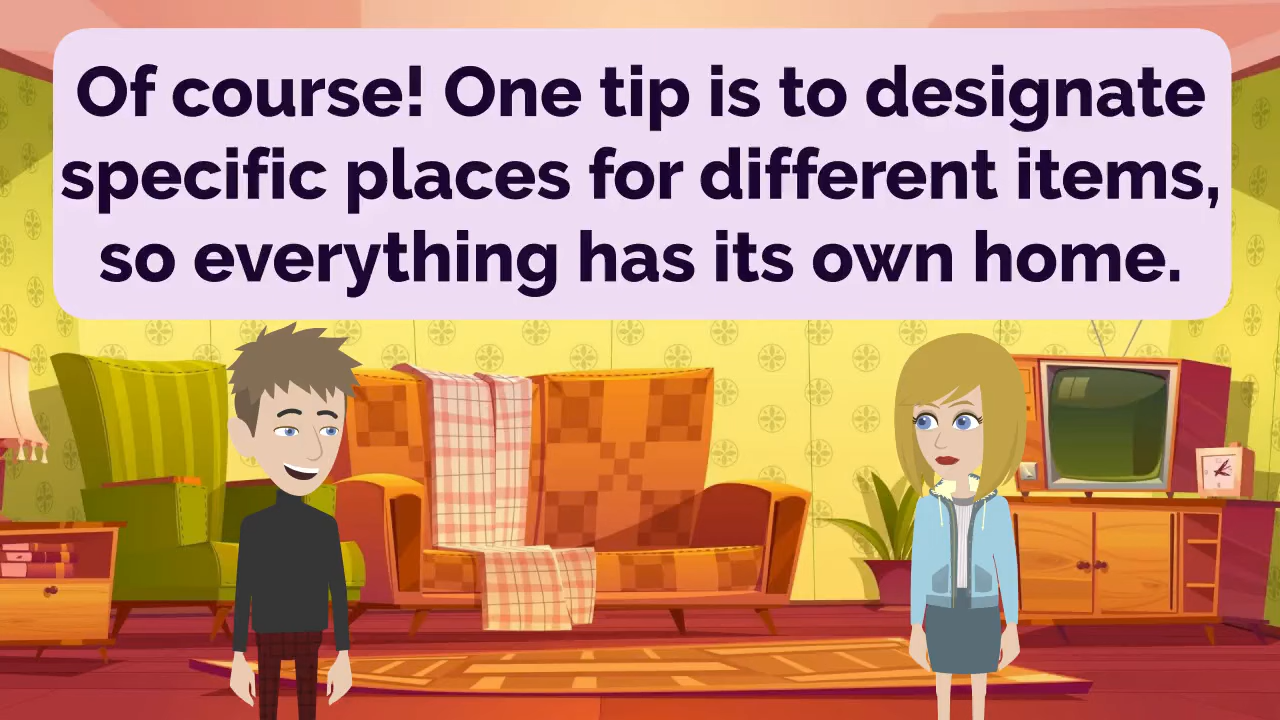 Of course! One tip is to designate
specific places for different items,
so everything has its own home.